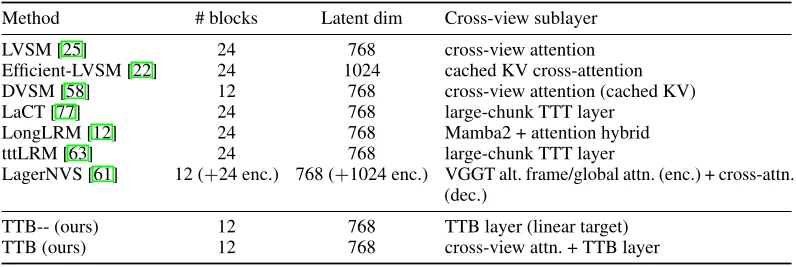 Method # blocks Latent dim Cross-view sublayer
LVSM [25] 24 768 cross-view attention
Efficient-LVSM [22] 24 1024 cached KV cross-attention
DVSM [58] 12 768 cross-view attention (cached KV)
LaCT [77] 24 768 large-chunk TTT layer
LongLRM [12] 24 768 Mamba2 + attention hybrid
tttLRM [63] 24 768 large-chunk TTT layer
LagerNVS [61] 12 (+24 enc.) 768 (+1024 enc.) VGGT alt. frame/global attn. (enc.) + cross-attn.
(dec.)
TTB-- (ours) 12 768 TTB layer (linear target)
TTB (ours) 12 768 cross-view attn. + TTB layer